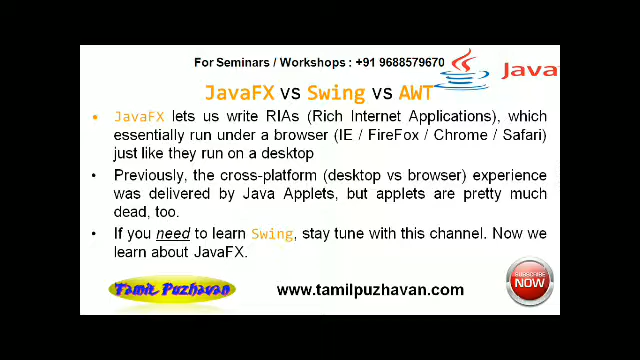 For Seminars / Workshops : +91 9688579670
Java
JavaFX vs Swing vs AWT
• JavaFX lets us write RIAs (Rich Internet Applications), which
essentially run under a browser (IE / FireFox / Chrome / Safari)
just like they run on a desktop
• Previously, the cross-platform (desktop vs browser) experience
was delivered by Java Applets, but applets are pretty much
dead, too.
• If you need to learn Swing, stay tune with this channel. Now we
learn about JavaFX.
Tamil Puzhavan
www.tamilpuzhavan.com
SUBSCRIBE
NOW